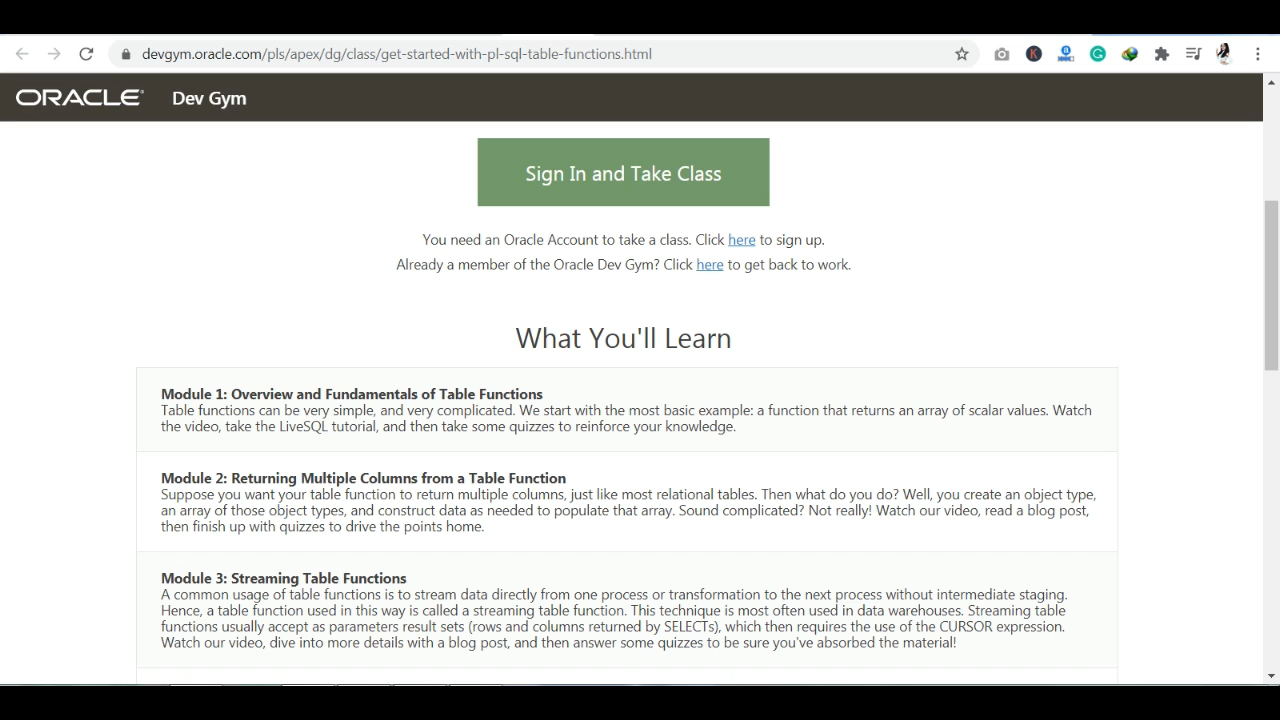 devgym.oracle.com/pls/apex/dg/class/get-started-with-pl-sql-table-functions.html
ORACLE Dev Gym
Sign In and Take Class
You need an Oracle Account to take a class. Click here to sign up.
Already a member of the Oracle Dev Gym? Click here to get back to work.
What You'll Learn
Module 1: Overview and Fundamentals of Table Functions
Table functions can be very simple, and very complicated. We start with the most basic example: a function that returns an array of scalar values. Watch
the video, take the LiveSQL tutorial, and then take some quizzes to reinforce your knowledge.
Module 2: Returning Multiple Columns from a Table Function
Suppose you want your table function to return multiple columns, just like most relational tables. Then what do you do? Well, you create an object type,
an array of those object types, and construct data as needed to populate that array. Sound complicated? Not really! Watch our video, read a blog post,
then finish up with quizzes to drive the points home.
Module 3: Streaming Table Functions
A common usage of table functions is to stream data directly from one process or transformation to the next process without intermediate staging.
Hence, a table function used in this way is called a streaming table function. This technique is most often used in data warehouses. Streaming table
functions usually accept as parameters result sets (rows and columns returned by SELECTs), which then requires the use of the CURSOR expression.
Watch our video, dive into more details with a blog post, and then answer some quizzes to be sure you've absorbed the material!